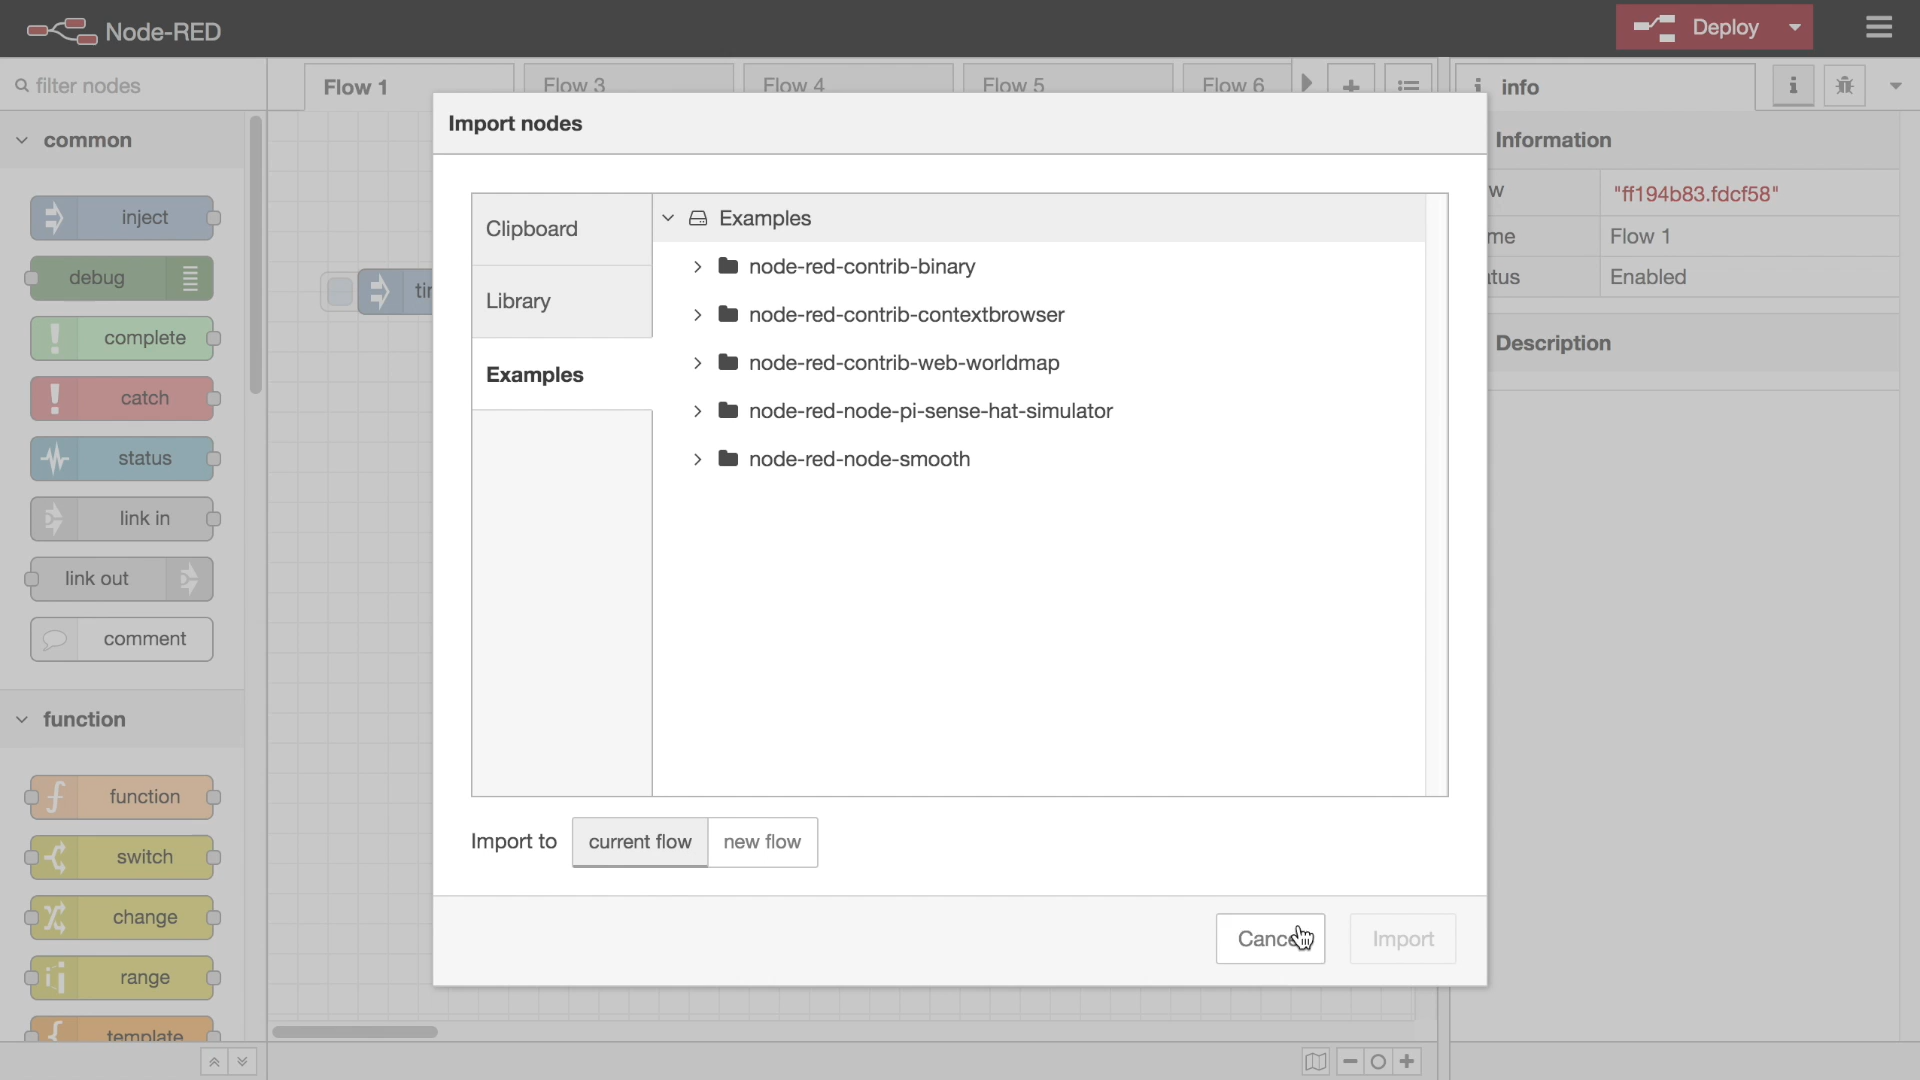 Node-RED
Deploy
filter nodes
Flow 1
Flow 3
Flow 4
Flow 5
Flow 6
info
common
inject
debug
complete
catch
status
link in
link out
comment
function
function
switch
change
range
template
Import nodes
Clipboard
Library
Examples
Examples
node-red-contrib-binary
node-red-contrib-contextbrowser
node-red-contrib-web-worldmap
node-red-node-pi-sense-hat-simulator
node-red-node-smooth
Import to
current flow
new flow
Import
Information
"ff194b83.fdcf58"
Flow 1
Enabled
Description